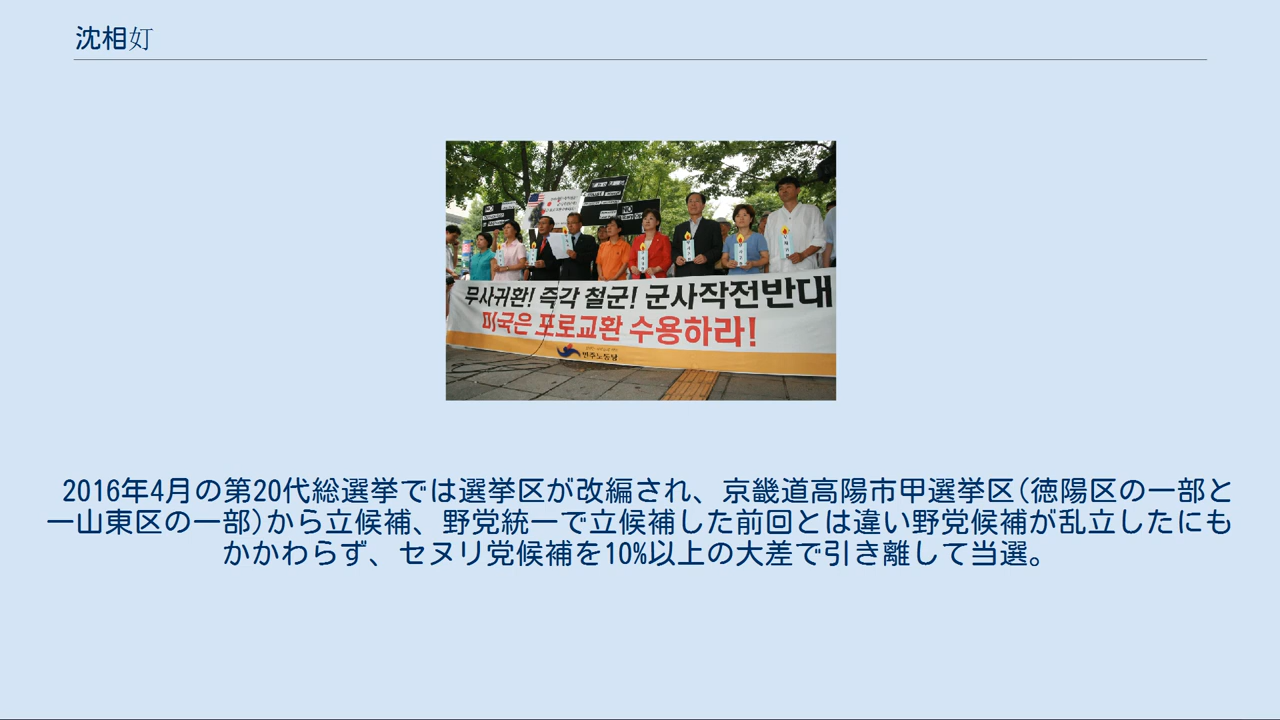 沈相奵
무사귀환! 즉각 철군! 군사작전반대
미국은 포로교환 수용하라!
민주노동당
2016年4月の第20代総選挙では選挙区が改編され、京畿道高陽市甲選挙区(徳陽区の一部と
一山東区の一部)から立候補、野党統一で立候補した前回とは違い野党候補が乱立したにも
かかわらず、セヌリ党候補を10%以上の大差で引き離して当選。